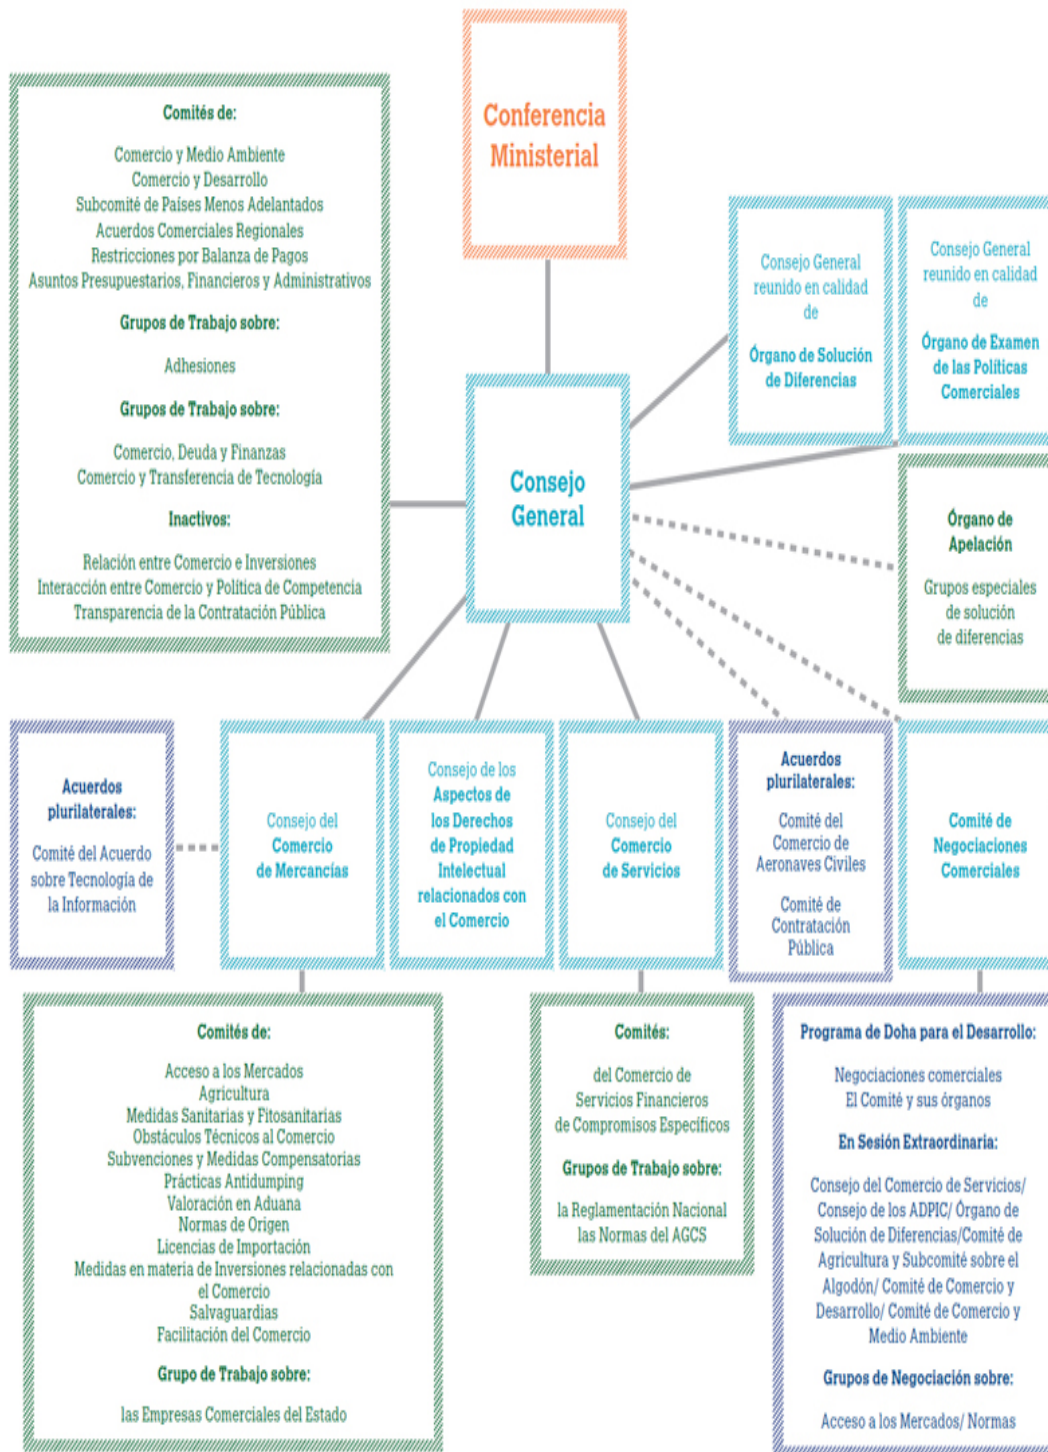 Conferencia
Ministerial
Comités de:
Comercio y Medio Ambiente
Comercio y Desarrollo
Subcomité de Países Menos Adelantados
Acuerdos Comerciales Regionales
Restricciones por Balanza de Pagos
Asuntos Presupuestarios, Financieros y Administrativos
Grupos de Trabajo sobre:
Adhesiones
Grupos de Trabajo sobre:
Comercio, Deuda y Finanzas
Comercio y Transferencia de Tecnología
Inactivos:
Relación entre Comercio e Inversiones
Interacción entre Comercio y Política de Competencia
Transparencia de la Contratación Pública
Consejo General
reunido en calidad
de
Órgano de Solución
de Diferencias
Consejo General
reunido en calidad
de
Órgano de Examen
de las Políticas
Comerciales
Consejo
General
Órgano de
Apelación
Grupos especiales
de solución
de diferencias
Acuerdos
plurilaterales:
Comité del Acuerdo
sobre Tecnología de
la Información
Consejo del
Comercio
de Mercancías
Consejo de los
Aspectos de
los Derechos
de Propiedad
Intelectual
relacionados con
el Comercio
Consejo del
Comercio
de Servicios
Acuerdos
plurilaterales:
Comité del
Comercio de
Aeronaves Civiles
Comité de
Contratación
Pública
Comité de
Negociaciones
Comerciales
Comités de:
Acceso a los Mercados
Agricultura
Medidas Sanitarias y Fitosanitarias
Obstáculos Técnicos al Comercio
Subvenciones y Medidas Compensatorias
Prácticas Antidumping
Valoración en Aduana
Normas de Origen
Licencias de Importación
Medidas en materia de Inversiones relacionadas con
el Comercio
Salvaguardias
Facilitación del Comercio
Grupo de Trabajo sobre:
las Empresas Comerciales del Estado
Comités:
del Comercio de
Servicios Financieros
de Compromisos Específicos
Grupos de Trabajo sobre:
la Reglamentación Nacional
las Normas del AGCS
Programa de Doha para el Desarrollo:
Negociaciones comerciales
El Comité y sus órganos
En Sesión Extraordinaria:
Consejo del Comercio de Servicios/
Consejo de los ADPIC/ Órgano de
Solución de Diferencias/Comité de
Agricultura y Subcomité sobre el
Algodón/ Comité de Comercio y
Desarrollo/ Comité de Comercio y
Medio Ambiente
Grupos de Negociación sobre:
Acceso a los Mercados/ Normas